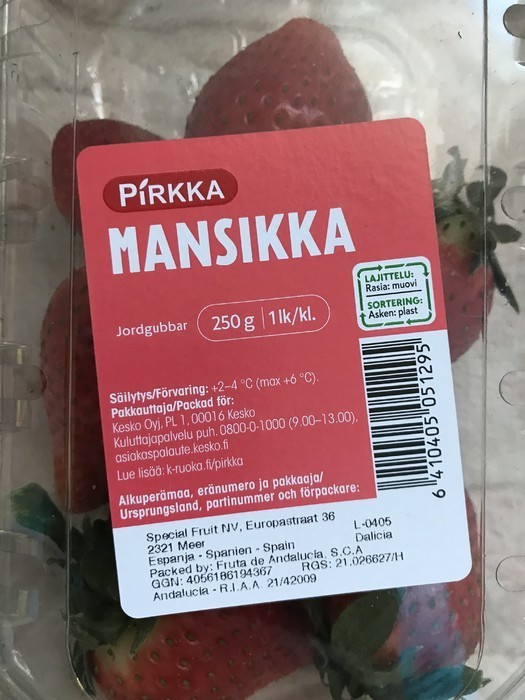 PIRKKA
MANSIKKA
Jordgubbar
250 g | 1 lk/kl.
LAJITTELU:
Rasia: muovi
SORTERING:
Asken: plast
Säilytys/Förvaring: +2–4 °C (max +6 °C).
Pakkauttaja/Packad för:
Kesko Oyj, PL 1, 00016 Kesko
Kuluttajapalvelu puh. 0800-0-1000 (9.00–13.00),
asiakaspalaute.kesko.fi
Lue lisää: k-ruoka.fi/pirkka
Alkuperämaa, eränumero ja pakkaaja/
Ursprungsland, partinummer och förpackare:
6 410405 051295
Special Fruit NV, Europastraat 36
2321 Meer L-0405
Espanja - Spanien - Spain Dalicia
Packed by: Fruta de Andalucia, S.C.A
GGN: 4056186194367 RGS: 21.026627/H
Andalucia - R.I.A.A. 21/42009